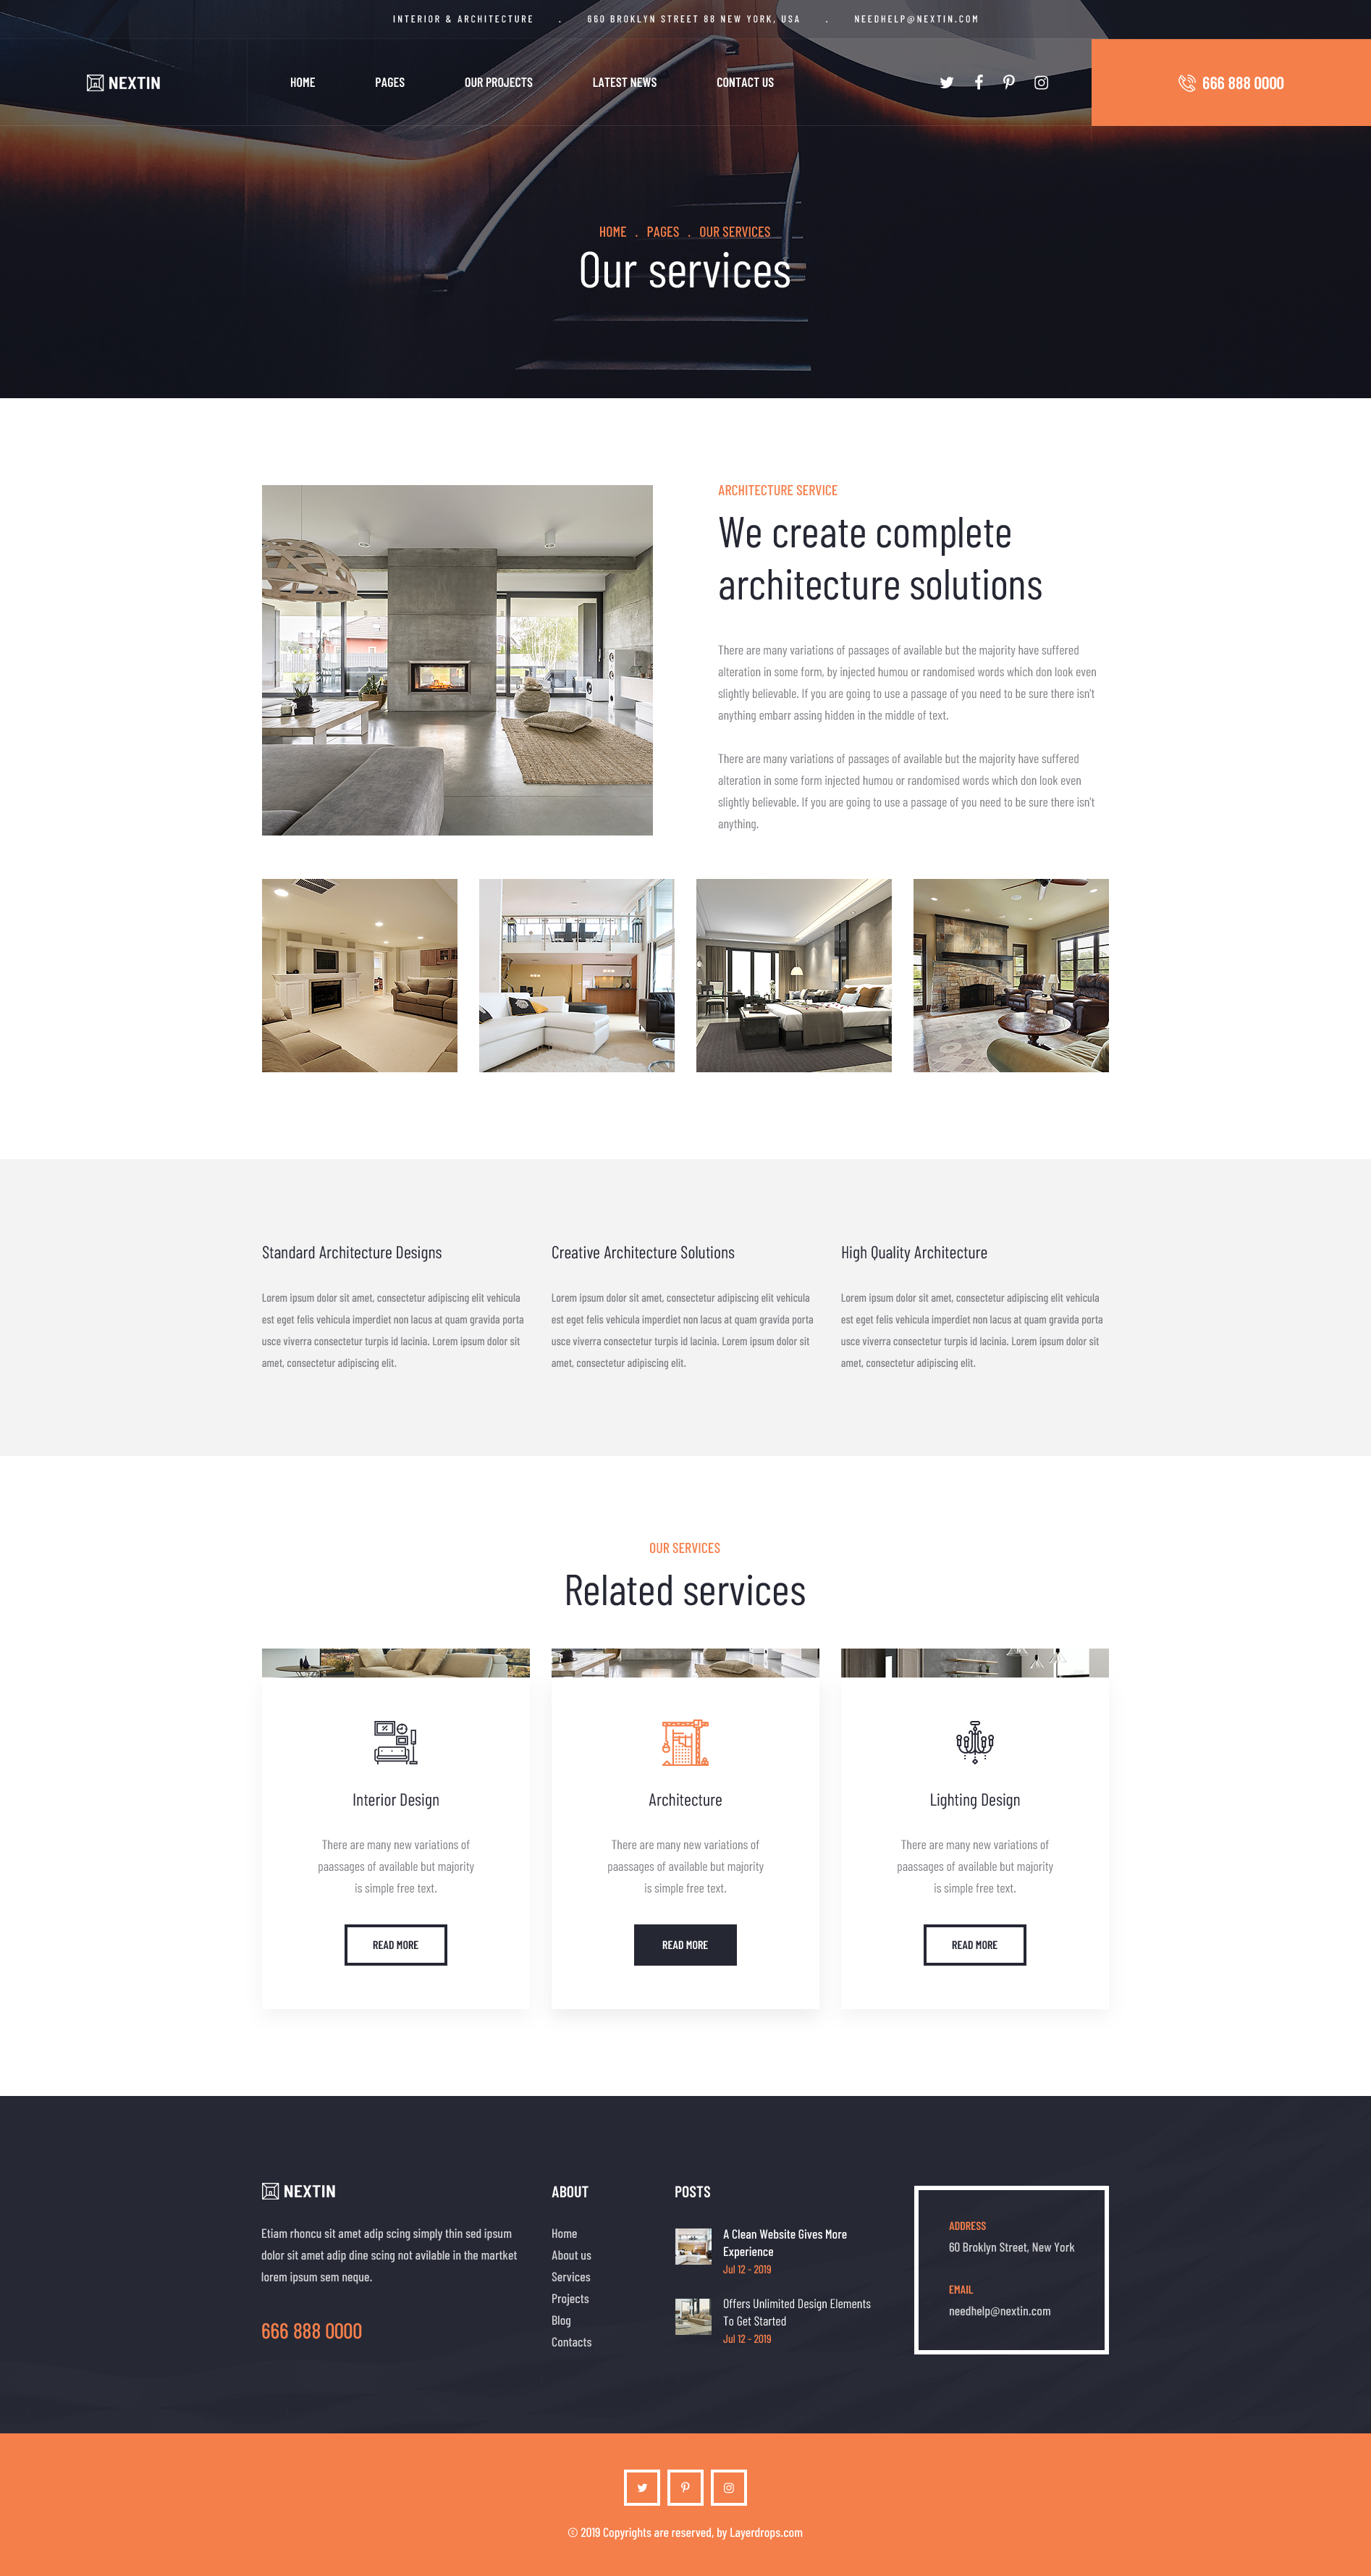 INTERIOR & ARCHITECTURE . 660 BROKLYN STREET 88 NEW YORK, USA . NEEDHELP@NEXTIN.COM
NEXTIN HOME PAGES OUR PROJECTS LATEST NEWS CONTACT US 666 888 0000
HOME . PAGES . OUR SERVICES
Our services
ARCHITECTURE SERVICE
We create complete
architecture solutions
There are many variations of passages of available but the majority have suffered
alteration in some form, by injected humou or randomised words which don look even
slightly believable. If you are going to use a passage of you need to be sure there isn't
anything embarr assing hidden in the middle of text.
There are many variations of passages of available but the majority have suffered
alteration in some form injected humou or randomised words which don look even
slightly believable. If you are going to use a passage of you need to be sure there isn't
anything.
Standard Architecture Designs
Lorem ipsum dolor sit amet, consectetur adipiscing elit vehicula
est eget felis vehicula imperdiet non lacus at quam gravida porta
usce viverra consectetur turpis id lacinia. Lorem ipsum dolor sit
amet, consectetur adipiscing elit.
Creative Architecture Solutions
Lorem ipsum dolor sit amet, consectetur adipiscing elit vehicula
est eget felis vehicula imperdiet non lacus at quam gravida porta
usce viverra consectetur turpis id lacinia. Lorem ipsum dolor sit
amet, consectetur adipiscing elit.
High Quality Architecture
Lorem ipsum dolor sit amet, consectetur adipiscing elit vehicula
est eget felis vehicula imperdiet non lacus at quam gravida porta
usce viverra consectetur turpis id lacinia. Lorem ipsum dolor sit
amet, consectetur adipiscing elit.
OUR SERVICES
Related services
Interior Design
There are many new variations of
paassages of available but majority
is simple free text.
READ MORE
Architecture
There are many new variations of
paassages of available but majority
is simple free text.
READ MORE
Lighting Design
There are many new variations of
paassages of available but majority
is simple free text.
READ MORE
NEXTIN
Etiam rhoncu sit amet adip scing simply thin sed ipsum
dolor sit amet adip dine scing not avilable in the martket
lorem ipsum sem neque.
666 888 0000
ABOUT
Home
About us
Services
Projects
Blog
Contacts
POSTS
A Clean Website Gives More
Experience
Jul 12 - 2019
Offers Unlimited Design Elements
To Get Started
Jul 12 - 2019
ADDRESS
60 Broklyn Street, New York
EMAIL
needhelp@nextin.com
© 2019 Copyrights are reserved, by Layerdrops.com